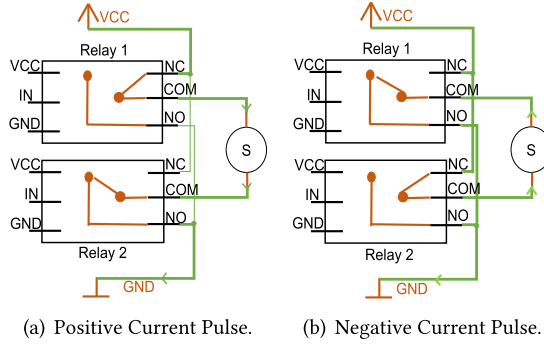 VCC
Relay 1
VCC
NC
IN
COM
GND
NO
S
VCC
NC
IN
COM
GND
NO
Relay 2
GND
(a) Positive Current Pulse.
VCC
Relay 1
VCC
NC
IN
COM
GND
NO
S
VCC
NC
IN
COM
GND
NO
Relay 2
GND
(b) Negative Current Pulse.